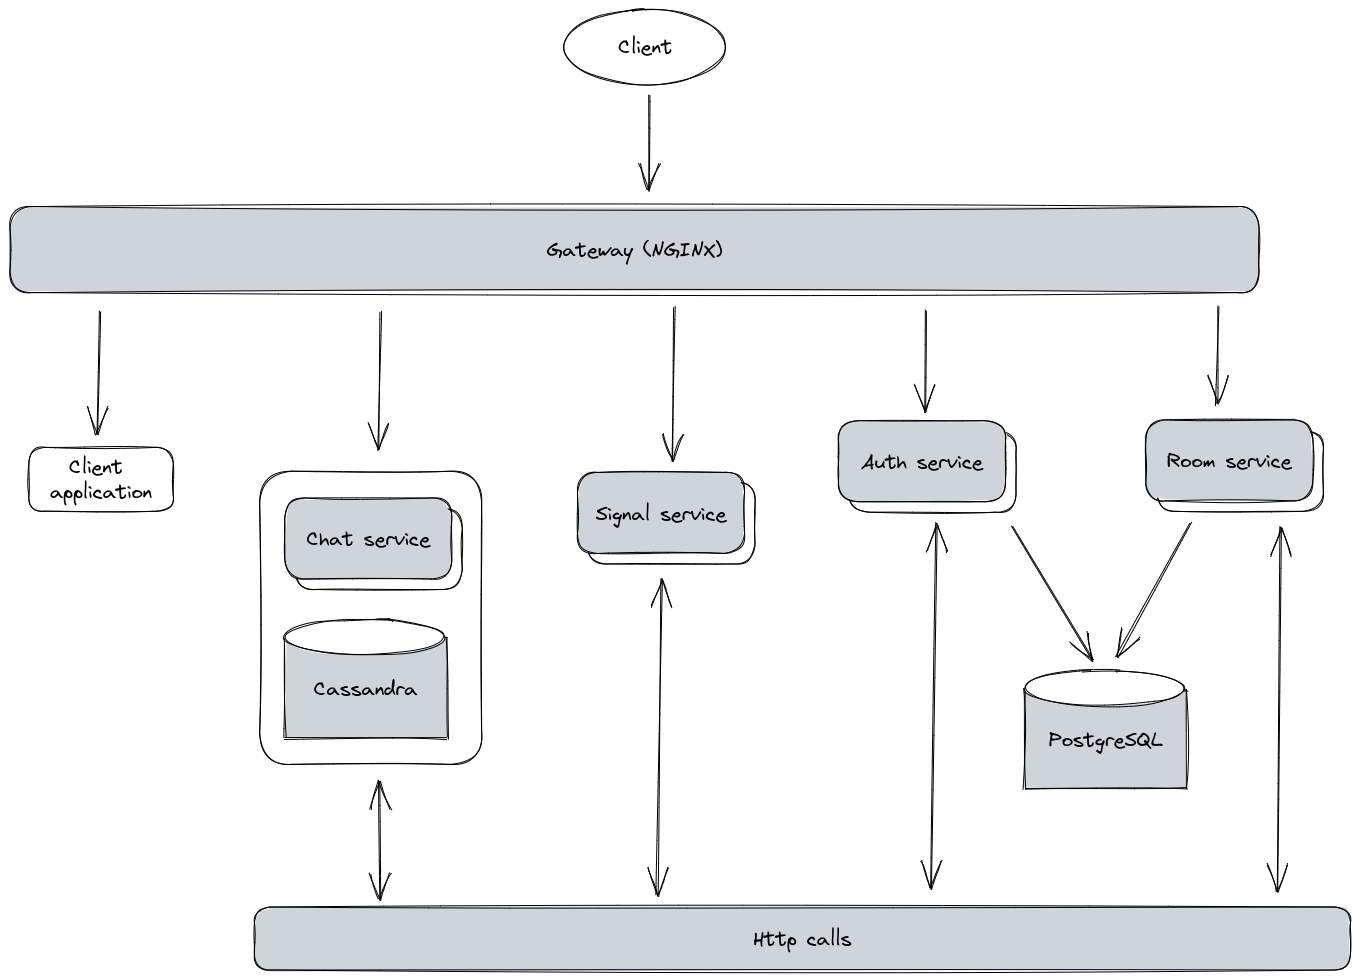 Client
Gateway (NGINX)
Client
application
Chat service
Signal service
Auth service
Room service
Cassandra
PostgreSQL
Http calls